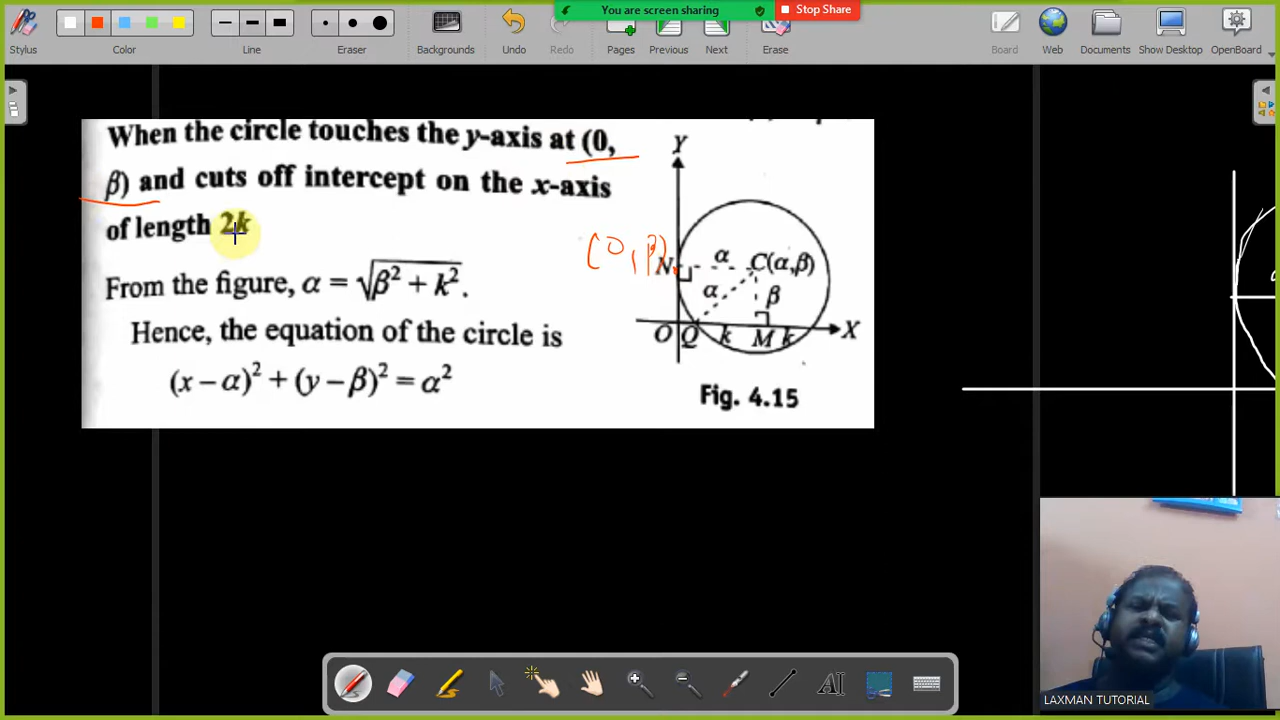 You are screen sharing
Stop Share
Stylus
Color
Line
Eraser
Backgrounds
Undo
Redo
Pages
Previous
Next
Erase
Board
Web
Documents
Show Desktop
OpenBoard
When the circle touches the y-axis at (0,
β) and cuts off intercept on the x-axis
of length 2k
From the figure, α = √β² + k².
Hence, the equation of the circle is
(x – α)² + (y – β)² = α²
Y
(0, β)
N
α
C(α,β)
α
β
O Q k M k X
Fig. 4.15
LAXMAN TUTORIAL